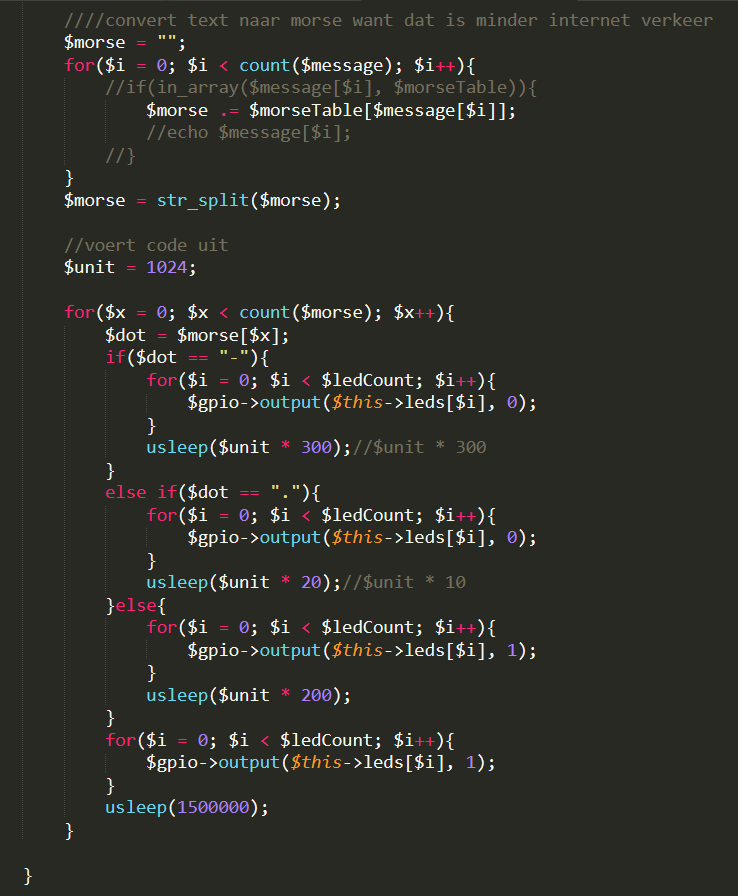 ////convert text naar morse want dat is minder internet verkeer
$morse = "";
for($i = 0; $i < count($message); $i++){
//if(in_array($message[$i], $morseTable)){
$morse .= $morseTable[$message[$i]];
//echo $message[$i];
//}
}
$morse = str_split($morse);
//voert code uit
$unit = 1024;
for($x = 0; $x < count($morse); $x++){
$dot = $morse[$x];
if($dot == "-"){
for($i = 0; $i < $ledCount; $i++){
$gpio->output($this->leds[$i], 0);
}
usleep($unit * 300);//$unit * 300
}
else if($dot == "."){
for($i = 0; $i < $ledCount; $i++){
$gpio->output($this->leds[$i], 0);
}
usleep($unit * 20);//$unit * 10
}else{
for($i = 0; $i < $ledCount; $i++){
$gpio->output($this->leds[$i], 1);
}
usleep($unit * 200);
}
for($i = 0; $i < $ledCount; $i++){
$gpio->output($this->leds[$i], 1);
}
usleep(1500000);
}
}